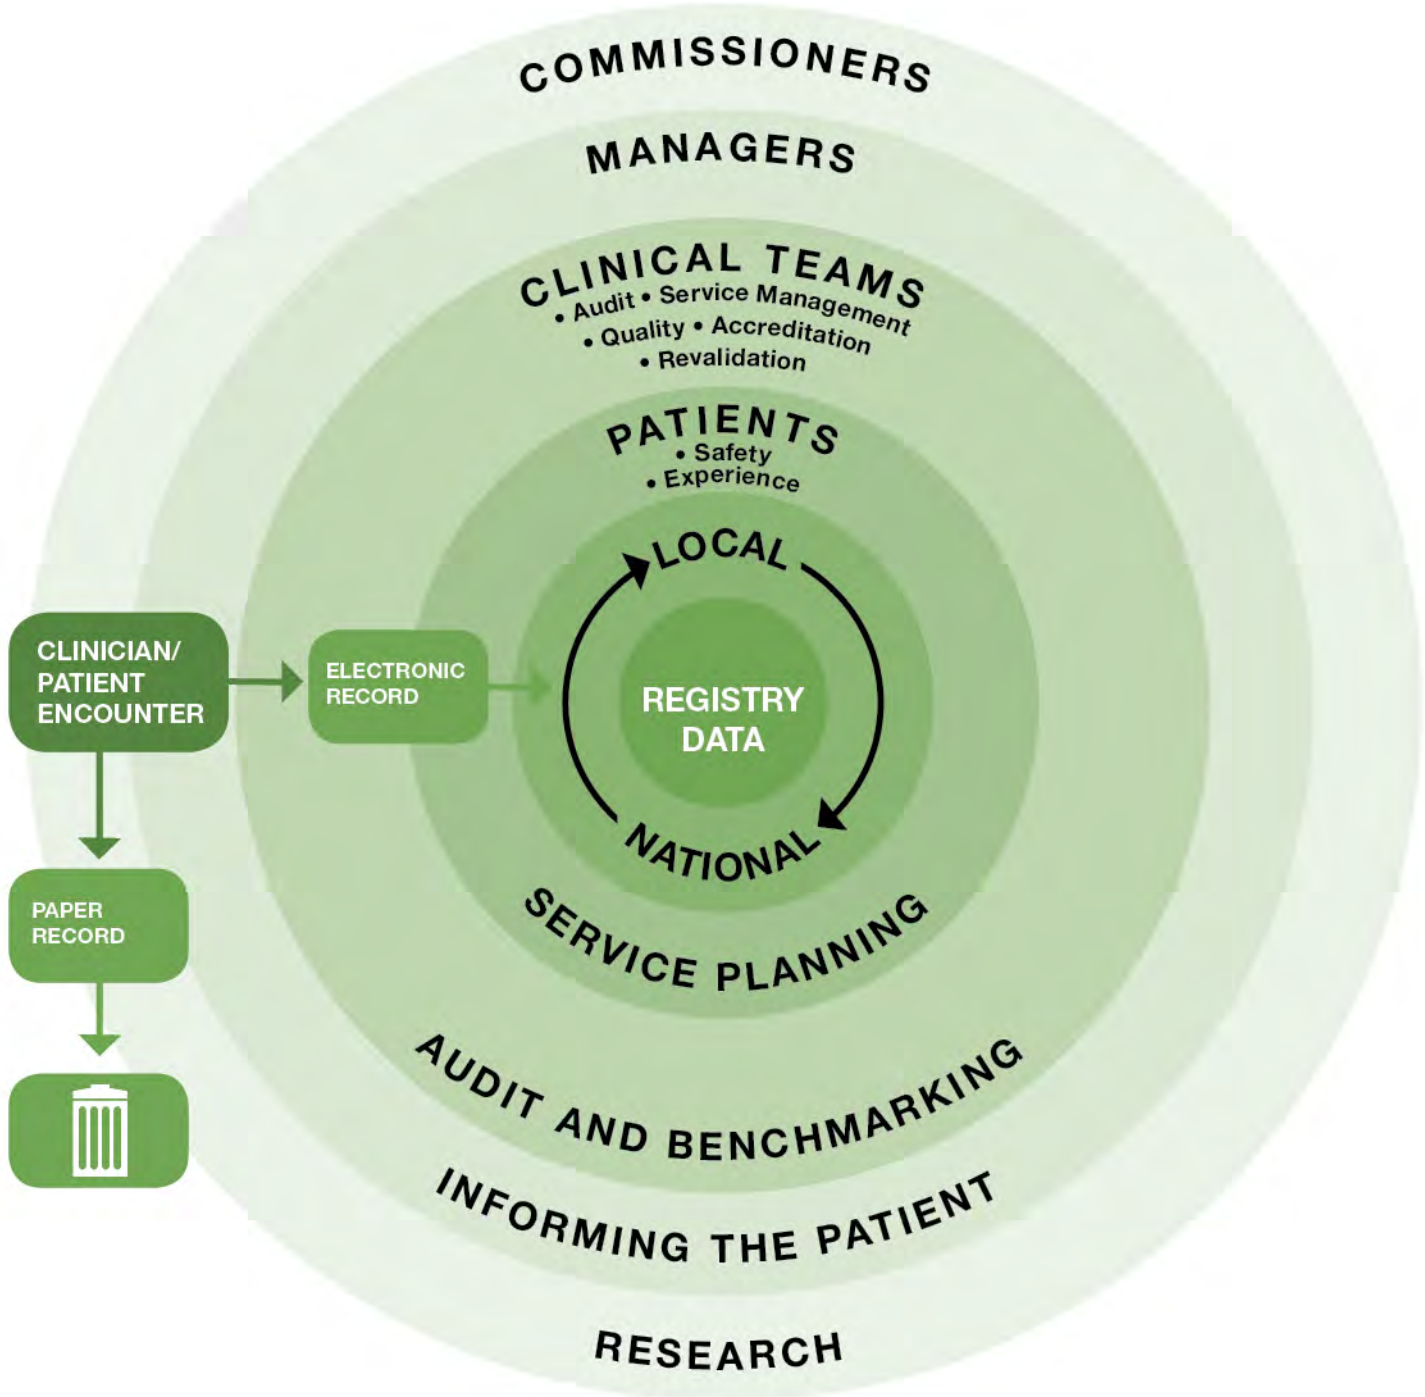 COMMISSIONERS
MANAGERS
CLINICAL TEAMS
• Audit • Service Management
• Quality • Accreditation
• Revalidation
PATIENTS
• Safety
• Experience
LOCAL
CLINICIAN/
PATIENT
ENCOUNTER
ELECTRONIC
RECORD
REGISTRY
DATA
NATIONAL
PAPER
RECORD
SERVICE PLANNING
AUDIT AND BENCHMARKING
INFORMING THE PATIENT
RESEARCH